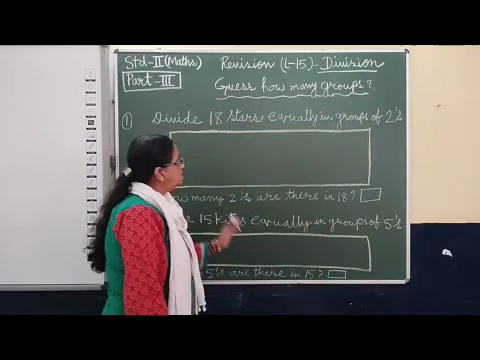 Std-II (Maths) Revision (L-15)-Division
Part-III
Guess how many groups?
① Divide 18 stars equally in groups of 2's
How many 2's are there in 18?
15 kites equally in groups of 5's.
5's are there in 15?